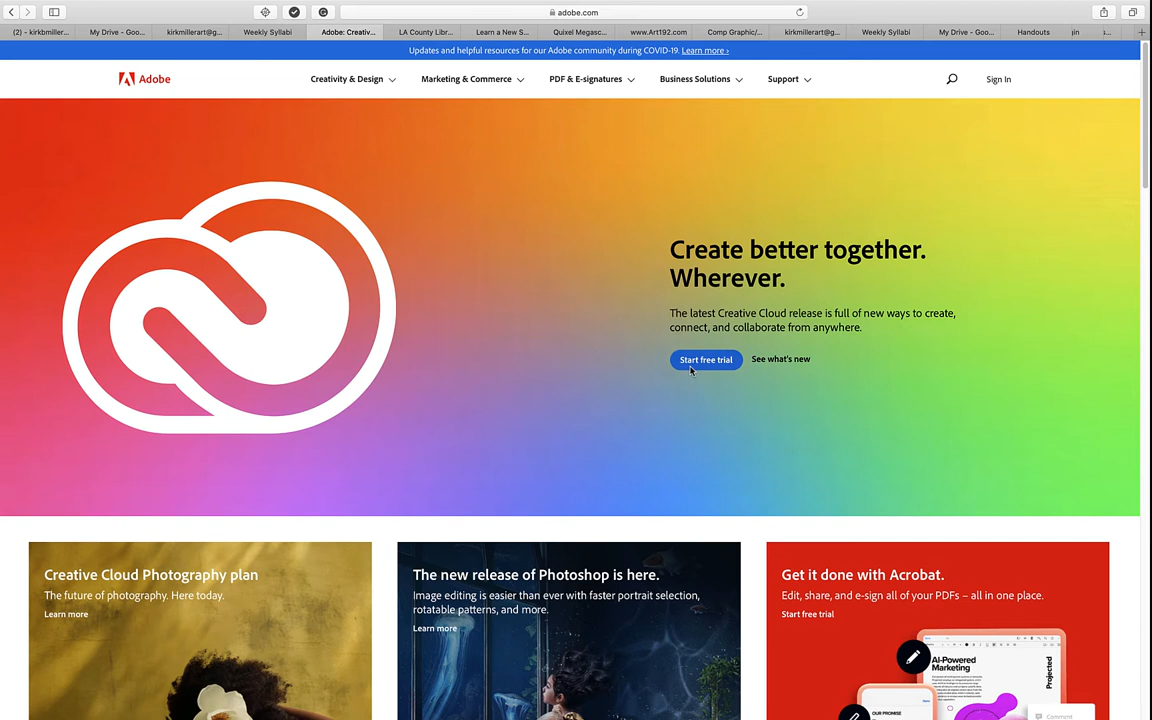 adobe.com
(2) - kirkbmiller...
My Drive - Goo...
kirkmillerart@g...
Weekly Syllabi
Adobe: Creativ...
LA County Libr...
Learn a New S...
Quixel Megasc...
www.Art192.com
Comp Graphic/...
kirkmillerart@g...
Weekly Syllabi
My Drive - Goo...
Handouts
Updates and helpful resources for our Adobe community during COVID-19. Learn more ›
Adobe
Creativity & Design
Marketing & Commerce
PDF & E-signatures
Business Solutions
Support
Sign In
Create better together.
Wherever.
The latest Creative Cloud release is full of new ways to create,
connect, and collaborate from anywhere.
Start free trial
See what's new
Creative Cloud Photography plan
The future of photography. Here today.
Learn more
The new release of Photoshop is here.
Image editing is easier than ever with faster portrait selection,
rotatable patterns, and more.
Learn more
Get it done with Acrobat.
Edit, share, and e-sign all of your PDFs – all in one place.
Start free trial
AI-Powered
Marketing
Projected
OUR PROMISE
Comment